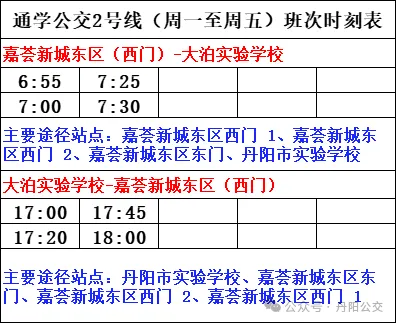 通学公交2号线（周一至周五）班次时刻表
嘉荟新城东区（西门）-大泊实验学校
6:55 7:25
7:00 7:30
主要途径站点：嘉荟新城东区西门 1、嘉荟新城东
区西门 2、嘉荟新城东区东门、丹阳市实验学校
大泊实验学校-嘉荟新城东区（西门）
17:00 17:45
17:20 18:00
主要途径站点：丹阳市实验学校、嘉荟新城东区东
门、嘉荟新城东区西门 2、嘉荟新城东区西门 1
公众号 · 丹阳公交